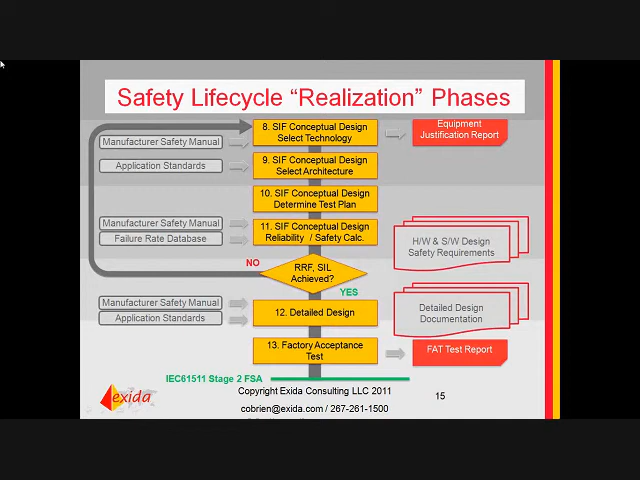 Safety Lifecycle “Realization” Phases
8. SIF Conceptual Design
Select Technology
Equipment
Justification Report
Manufacturer Safety Manual
Application Standards
9. SIF Conceptual Design
Select Architecture
10. SIF Conceptual Design
Determine Test Plan
Manufacturer Safety Manual
Failure Rate Database
11. SIF Conceptual Design
Reliability / Safety Calc.
H/W & S/W Design
Safety Requirements
NO
RRF, SIL
Achieved?
YES
Manufacturer Safety Manual
Application Standards
12. Detailed Design
Detailed Design
Documentation
13. Factory Acceptance
Test
FAT Test Report
IEC61511 Stage 2 FSA
exida
Copyright Exida Consulting LLC 2011
15
cobrien@exida.com / 267-261-1500